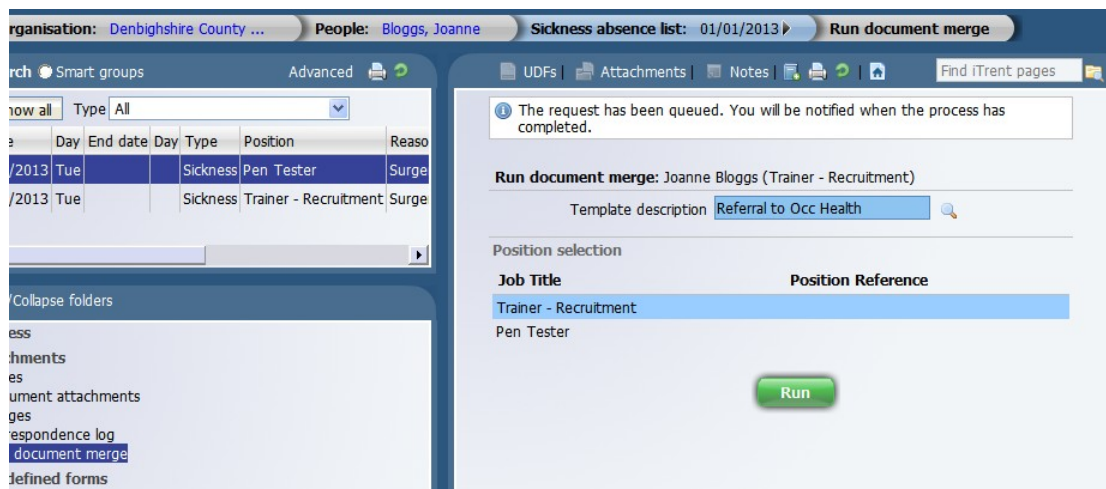 rganisation: Denbighshire County ... People: Bloggs, Joanne Sickness absence list: 01/01/2013 Run document merge
rch Smart groups Advanced
how all Type All
e Day End date Day Type Position Reaso
/2013 Tue Sickness Pen Tester Surge
/2013 Tue Sickness Trainer - Recruitment Surge
/Collapse folders
ess
chments
es
ument attachments
ges
respondence log
document merge
defined forms
UDFs | Attachments | Notes | | Find iTrent pages
The request has been queued. You will be notified when the process has
completed.
Run document merge: Joanne Bloggs (Trainer - Recruitment)
Template description Referral to Occ Health
Position selection
Job Title Position Reference
Trainer - Recruitment
Pen Tester
Run